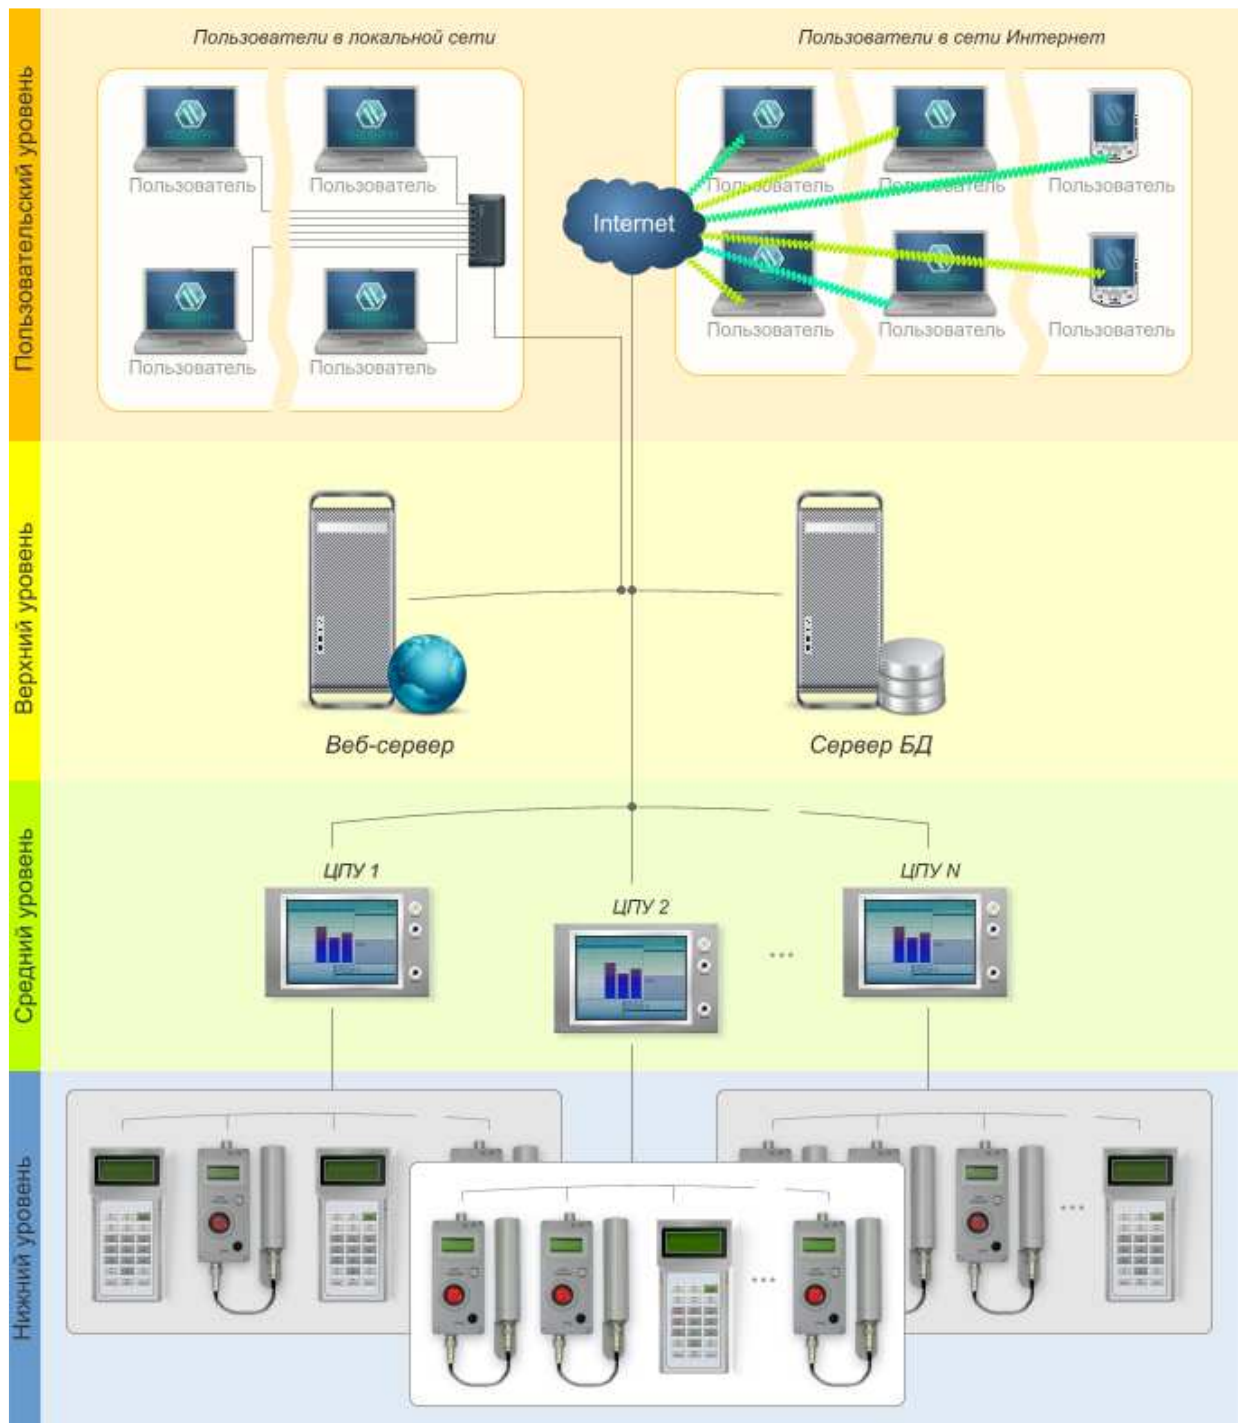 Пользовательский уровень
Пользователи в локальной сети
Пользователи в сети Интернет
Пользователь
Пользователь
Пользователь
Пользователь
Internet
Пользователь
Пользователь
Пользователь
Пользователь
Пользователь
Пользователь
Верхний уровень
Веб-сервер
Сервер БД
Средний уровень
ЦПУ 1
ЦПУ 2
...
ЦПУ N
Нижний уровень
...
...